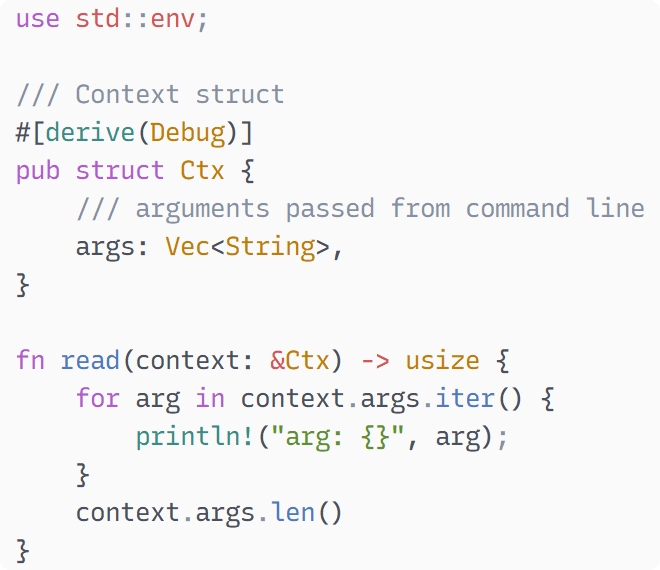 use std::env;

/// Context struct
#[derive(Debug)]
pub struct Ctx {
    /// arguments passed from command line
    args: Vec<String>,
}

fn read(context: &Ctx) -> usize {
    for arg in context.args.iter() {
        println!("arg: {}", arg);
    }
    context.args.len()
}